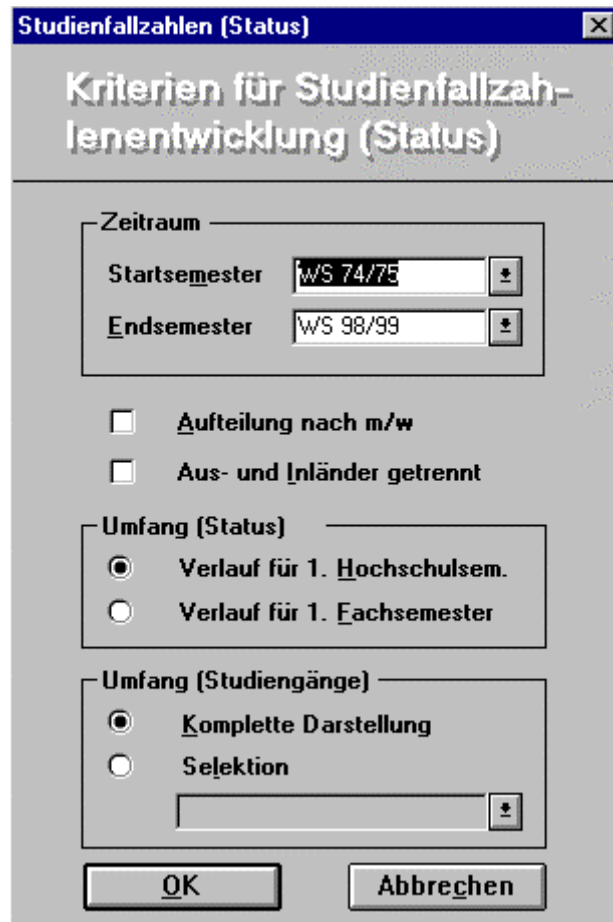 Studienfallzahlen (Status)
Kriterien für Studienfallzah-
lenentwicklung (Status)
Zeitraum
Startsemester WS 74/75
Endsemester WS 98/99
Aufteilung nach m/w
Aus- und Inländer getrennt
Umfang (Status)
Verlauf für 1. Hochschulsem.
Verlauf für 1. Fachsemester
Umfang (Studiengänge)
Komplette Darstellung
Selektion
OK Abbrechen